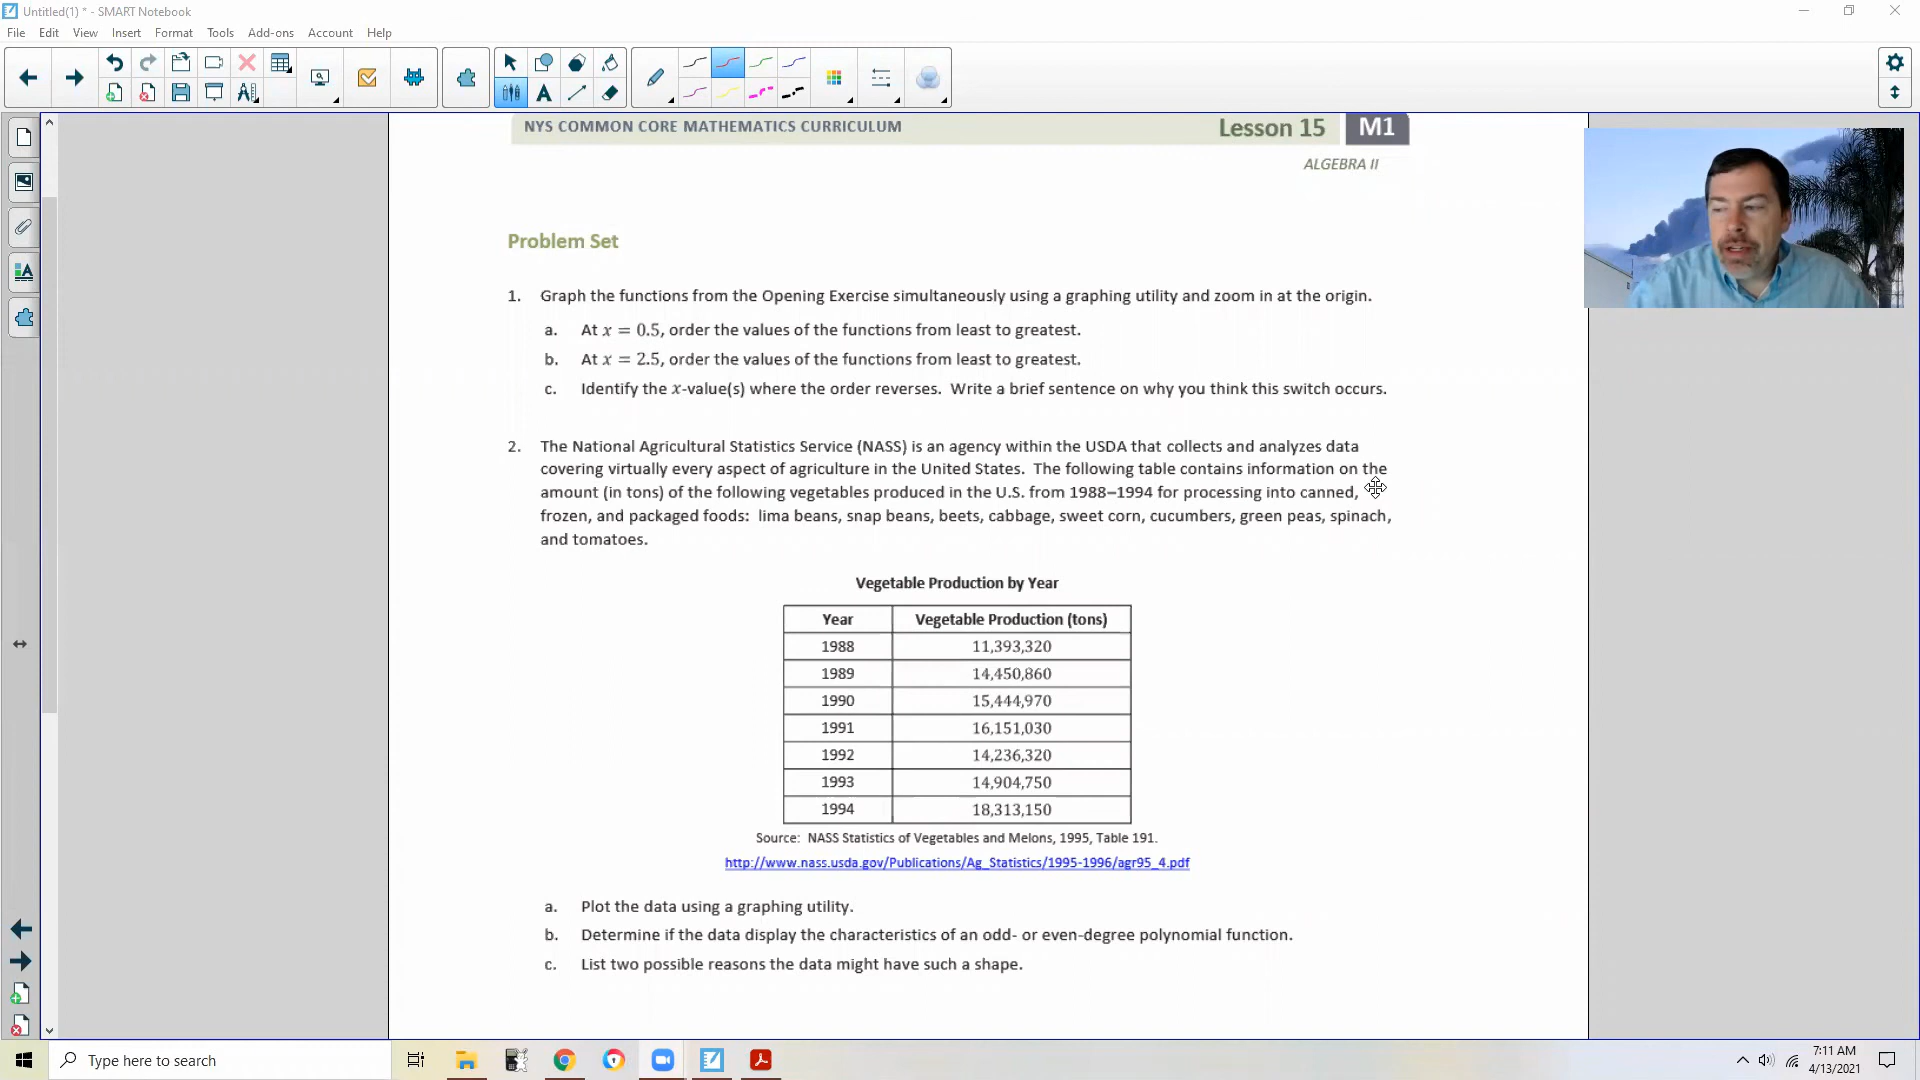 Untitled(1) * - SMART Notebook
File Edit View Insert Format Tools Add-ons Account Help
NYS COMMON CORE MATHEMATICS CURRICULUM Lesson 15 M1
ALGEBRA II
Problem Set
1. Graph the functions from the Opening Exercise simultaneously using a graphing utility and zoom in at the origin.
a. At x = 0.5, order the values of the functions from least to greatest.
b. At x = 2.5, order the values of the functions from least to greatest.
c. Identify the x-value(s) where the order reverses. Write a brief sentence on why you think this switch occurs.
2. The National Agricultural Statistics Service (NASS) is an agency within the USDA that collects and analyzes data
covering virtually every aspect of agriculture in the United States. The following table contains information on the
amount (in tons) of the following vegetables produced in the U.S. from 1988–1994 for processing into canned,
frozen, and packaged foods: lima beans, snap beans, beets, cabbage, sweet corn, cucumbers, green peas, spinach,
and tomatoes.
Vegetable Production by Year
Year Vegetable Production (tons)
1988 11,393,320
1989 14,450,860
1990 15,444,970
1991 16,151,030
1992 14,236,320
1993 14,904,750
1994 18,313,150
Source: NASS Statistics of Vegetables and Melons, 1995, Table 191.
http://www.nass.usda.gov/Publications/Ag_Statistics/1995-1996/agr95_4.pdf
a. Plot the data using a graphing utility.
b. Determine if the data display the characteristics of an odd- or even-degree polynomial function.
c. List two possible reasons the data might have such a shape.
Type here to search
7:11 AM
4/13/2021